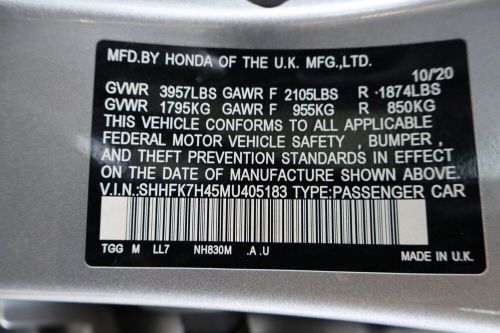 MFD.BY HONDA OF THE U.K. MFG.,LTD.
10/'20
GVWR 3957LBS GAWR F 2105LBS R 1874LBS
GVWR 1795KG GAWR F 955KG R 850KG
THIS VEHICLE CONFORMS TO ALL APPLICABLE
FEDERAL MOTOR VEHICLE SAFETY , BUMPER ,
AND THEFT PREVENTION STANDARDS IN EFFECT
ON THE DATE OF MANUFACTURE SHOWN ABOVE.
V.I.N.:SHHFK7H45MU405183 TYPE:PASSENGER CAR
TGG M LL7 NH830M .A.U